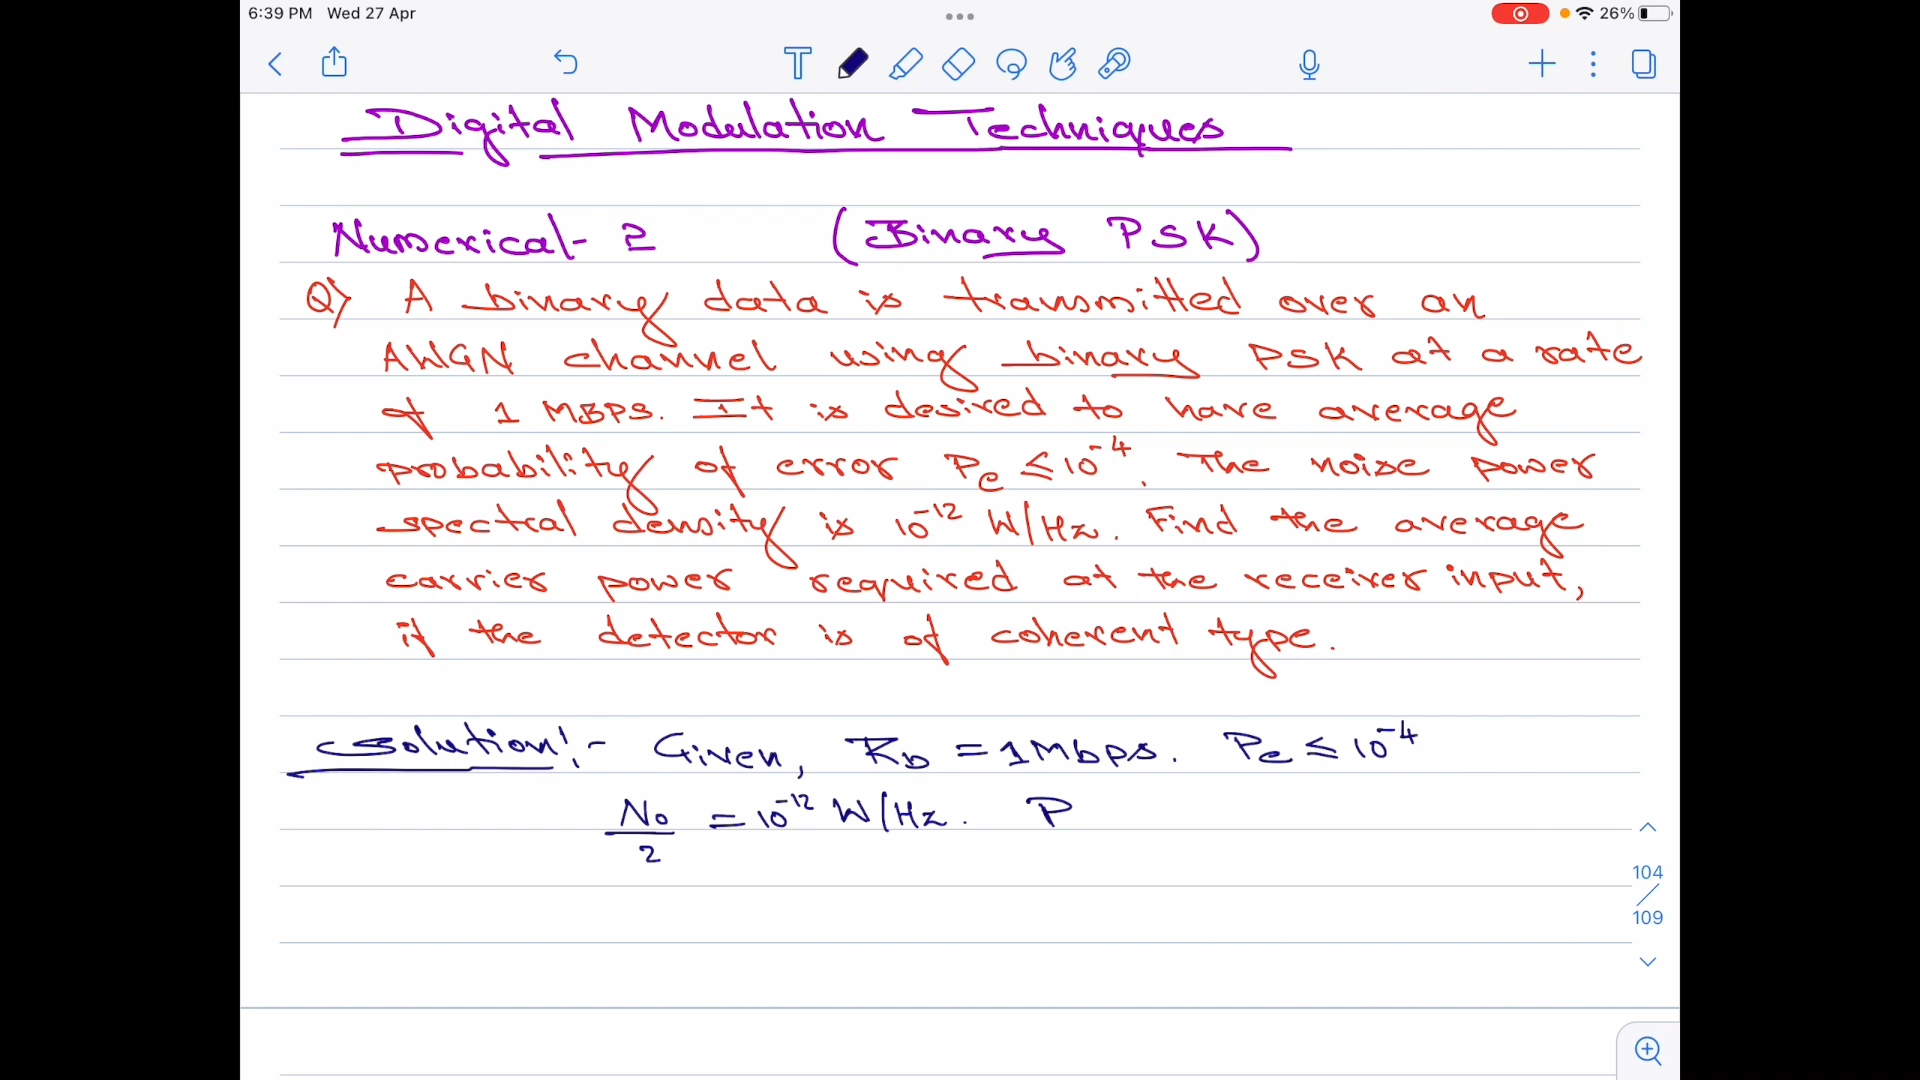 6:39 PM Wed 27 Apr
26%
Digital Modulation Techniques
Numerical- 2 (Binary PSK)
Q) A binary data is transmitted over an
AWGN channel using binary PSK at a rate
of 1 MBPS. It is desired to have average
probability of error Pe ≤ 10⁻⁴. The noise power
spectral density is 10⁻¹² W/Hz. Find the average
carrier power required at the receiver input,
if the detector is of coherent type.
Solution:- Given, Rb = 1Mbps. Pe ≤ 10⁻⁴
No/2 = 10⁻¹² W/Hz. P
104
109